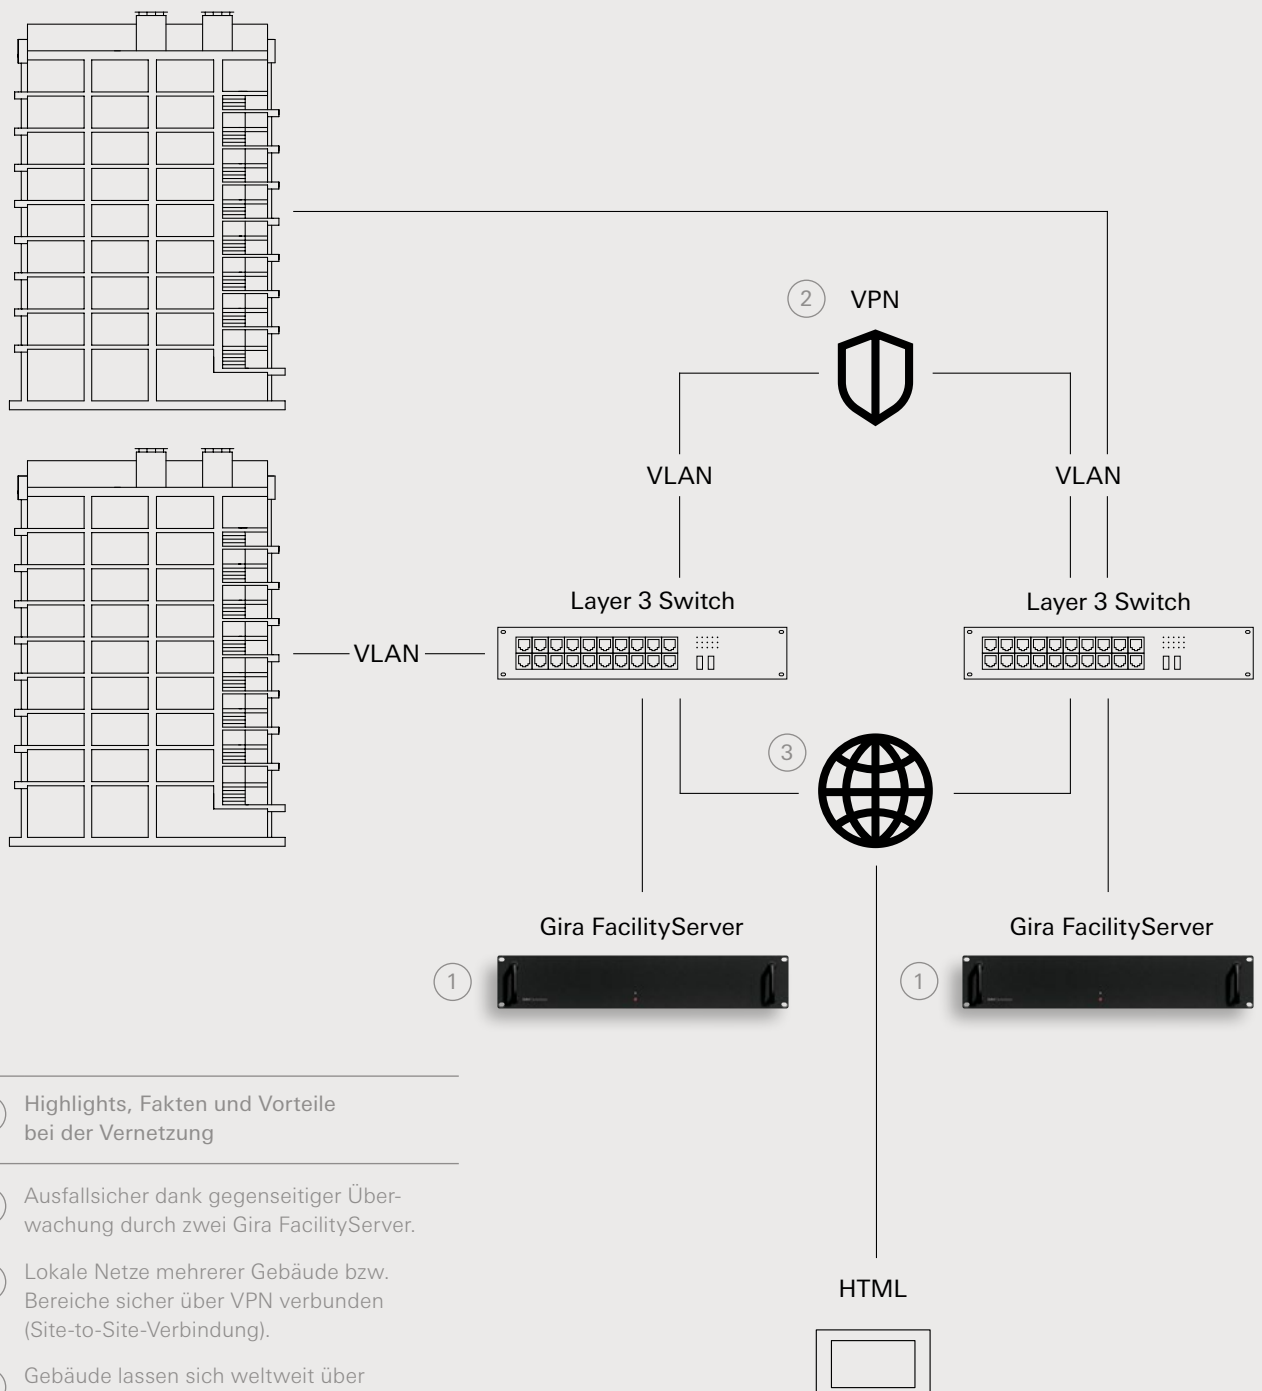 2 VPN
VLAN VLAN
Layer 3 Switch Layer 3 Switch
VLAN
3
Gira FacilityServer Gira FacilityServer
1 1
Highlights, Fakten und Vorteile
bei der Vernetzung
Ausfallsicher dank gegenseitiger Über-
wachung durch zwei Gira FacilityServer.
Lokale Netze mehrerer Gebäude bzw.
Bereiche sicher über VPN verbunden
(Site-to-Site-Verbindung).
Gebäude lassen sich weltweit über
HTML